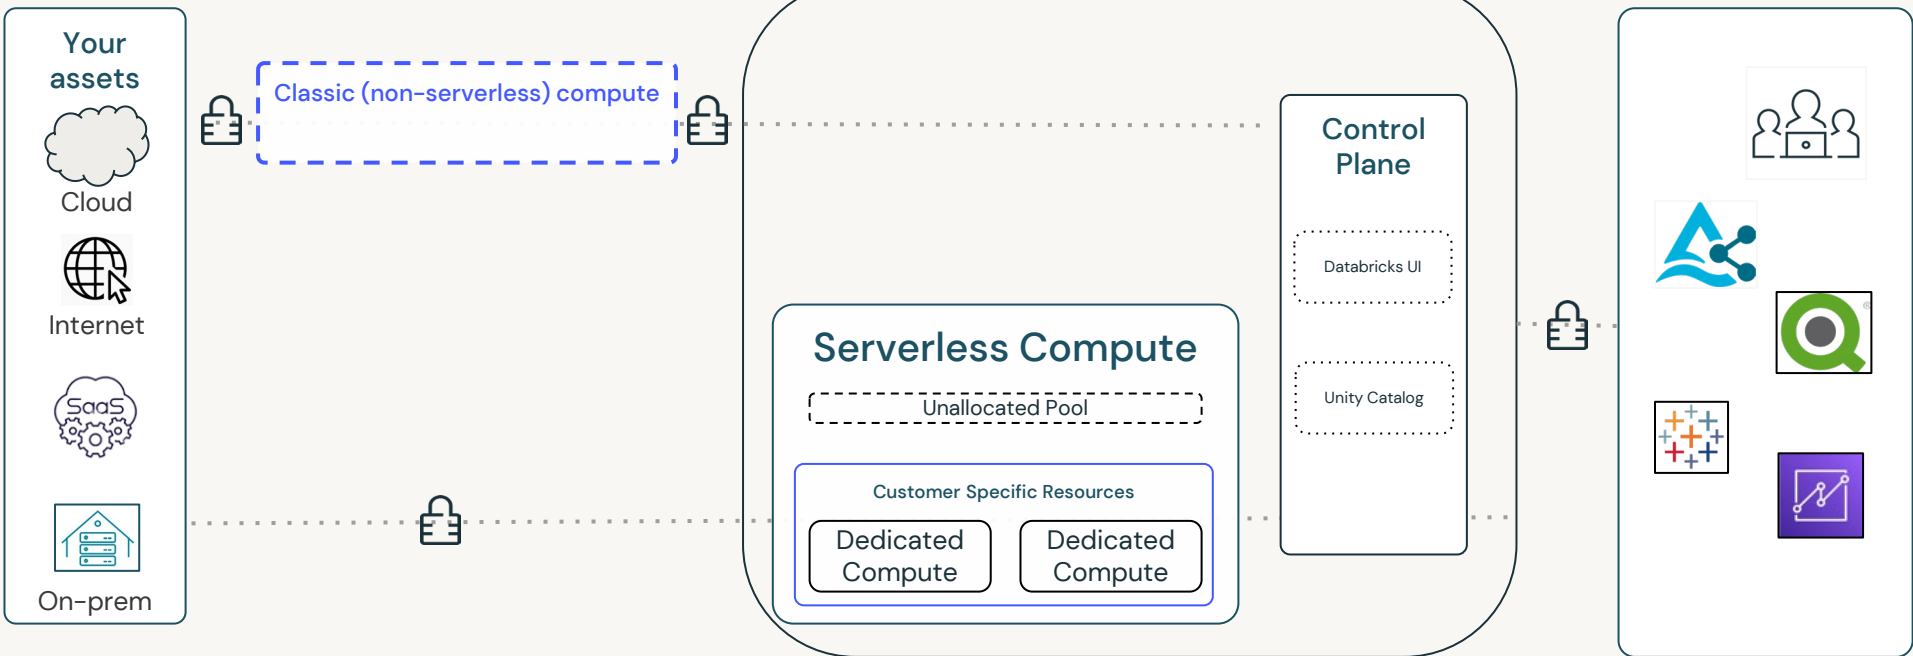 Your
assets
Cloud
Internet
SaaS
On-prem
Classic (non-serverless) compute
Serverless Compute
Unallocated Pool
Customer Specific Resources
Dedicated
Compute
Dedicated
Compute
Control
Plane
Databricks UI
Unity Catalog
®